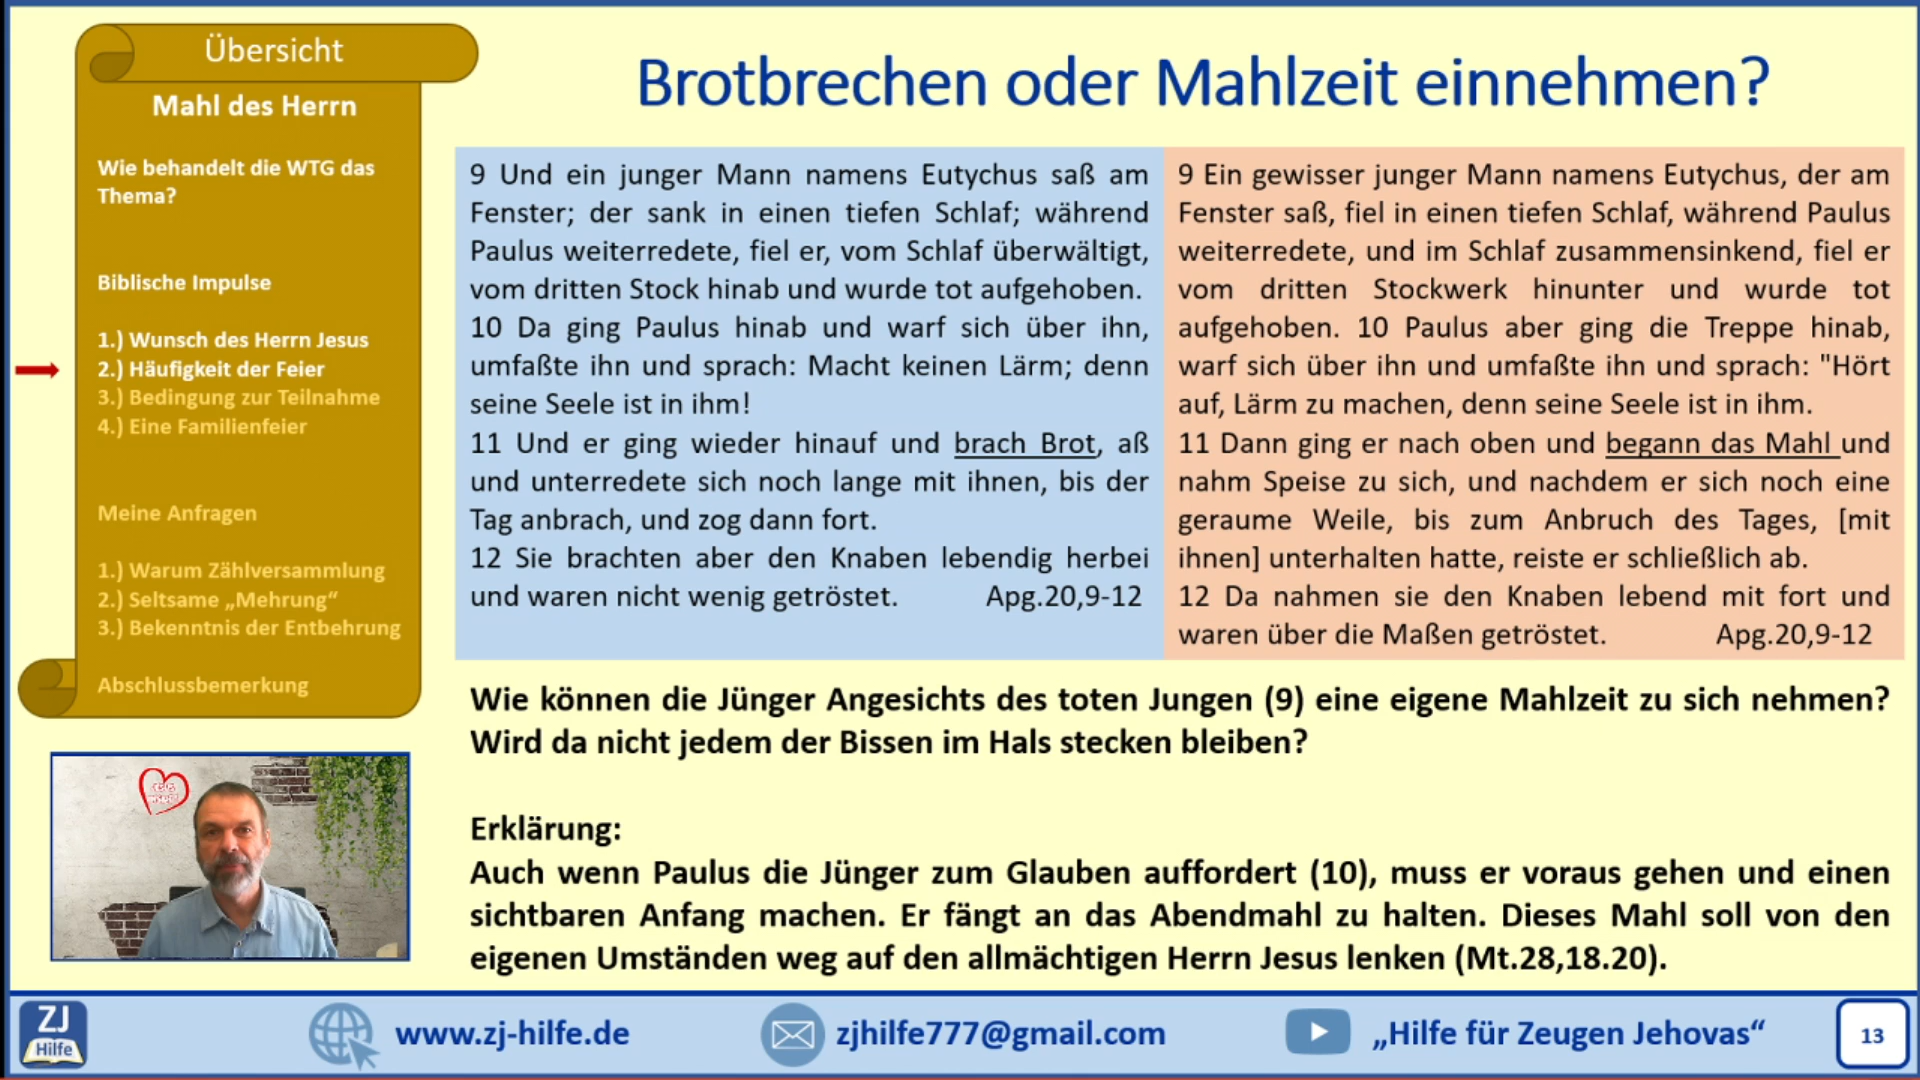 Übersicht
Mahl des Herrn
Wie behandelt die WTG das
Thema?
Biblische Impulse
1.) Wunsch des Herrn Jesus
2.) Häufigkeit der Feier
3.) Bedingung zur Teilnahme
4.) Eine Familienfeier
Meine Anfragen
1.) Warum Zählversammlung
2.) Seltsame „Mehrung“
3.) Bekenntnis der Entbehrung
Abschlussbemerkung
Brotbrechen oder Mahlzeit einnehmen?
9 Und ein junger Mann namens Eutychus saß am
Fenster; der sank in einen tiefen Schlaf; während
Paulus weiterredete, fiel er, vom Schlaf überwältigt,
vom dritten Stock hinab und wurde tot aufgehoben.
10 Da ging Paulus hinab und warf sich über ihn,
umfaßte ihn und sprach: Macht keinen Lärm; denn
seine Seele ist in ihm!
11 Und er ging wieder hinauf und brach Brot, aß
und unterredete sich noch lange mit ihnen, bis der
Tag anbrach, und zog dann fort.
12 Sie brachten aber den Knaben lebendig herbei
und waren nicht wenig getröstet. Apg.20,9-12
9 Ein gewisser junger Mann namens Eutychus, der am
Fenster saß, fiel in einen tiefen Schlaf, während Paulus
weiterredete, und im Schlaf zusammensinkend, fiel er
vom dritten Stockwerk hinunter und wurde tot
aufgehoben. 10 Paulus aber ging die Treppe hinab,
warf sich über ihn und umfaßte ihn und sprach: "Hört
auf, Lärm zu machen, denn seine Seele ist in ihm.
11 Dann ging er nach oben und begann das Mahl und
nahm Speise zu sich, und nachdem er sich noch eine
geraume Weile, bis zum Anbruch des Tages, [mit
ihnen] unterhalten hatte, reiste er schließlich ab.
12 Da nahmen sie den Knaben lebend mit fort und
waren über die Maßen getröstet. Apg.20,9-12
Wie können die Jünger Angesichts des toten Jungen (9) eine eigene Mahlzeit zu sich nehmen?
Wird da nicht jedem der Bissen im Hals stecken bleiben?
Erklärung:
Auch wenn Paulus die Jünger zum Glauben auffordert (10), muss er voraus gehen und einen
sichtbaren Anfang machen. Er fängt an das Abendmahl zu halten. Dieses Mahl soll von den
eigenen Umständen weg auf den allmächtigen Herrn Jesus lenken (Mt.28,18.20).
ZJ
Hilfe
www.zj-hilfe.de
zjhilfe777@gmail.com
„Hilfe für Zeugen Jehovas“
13